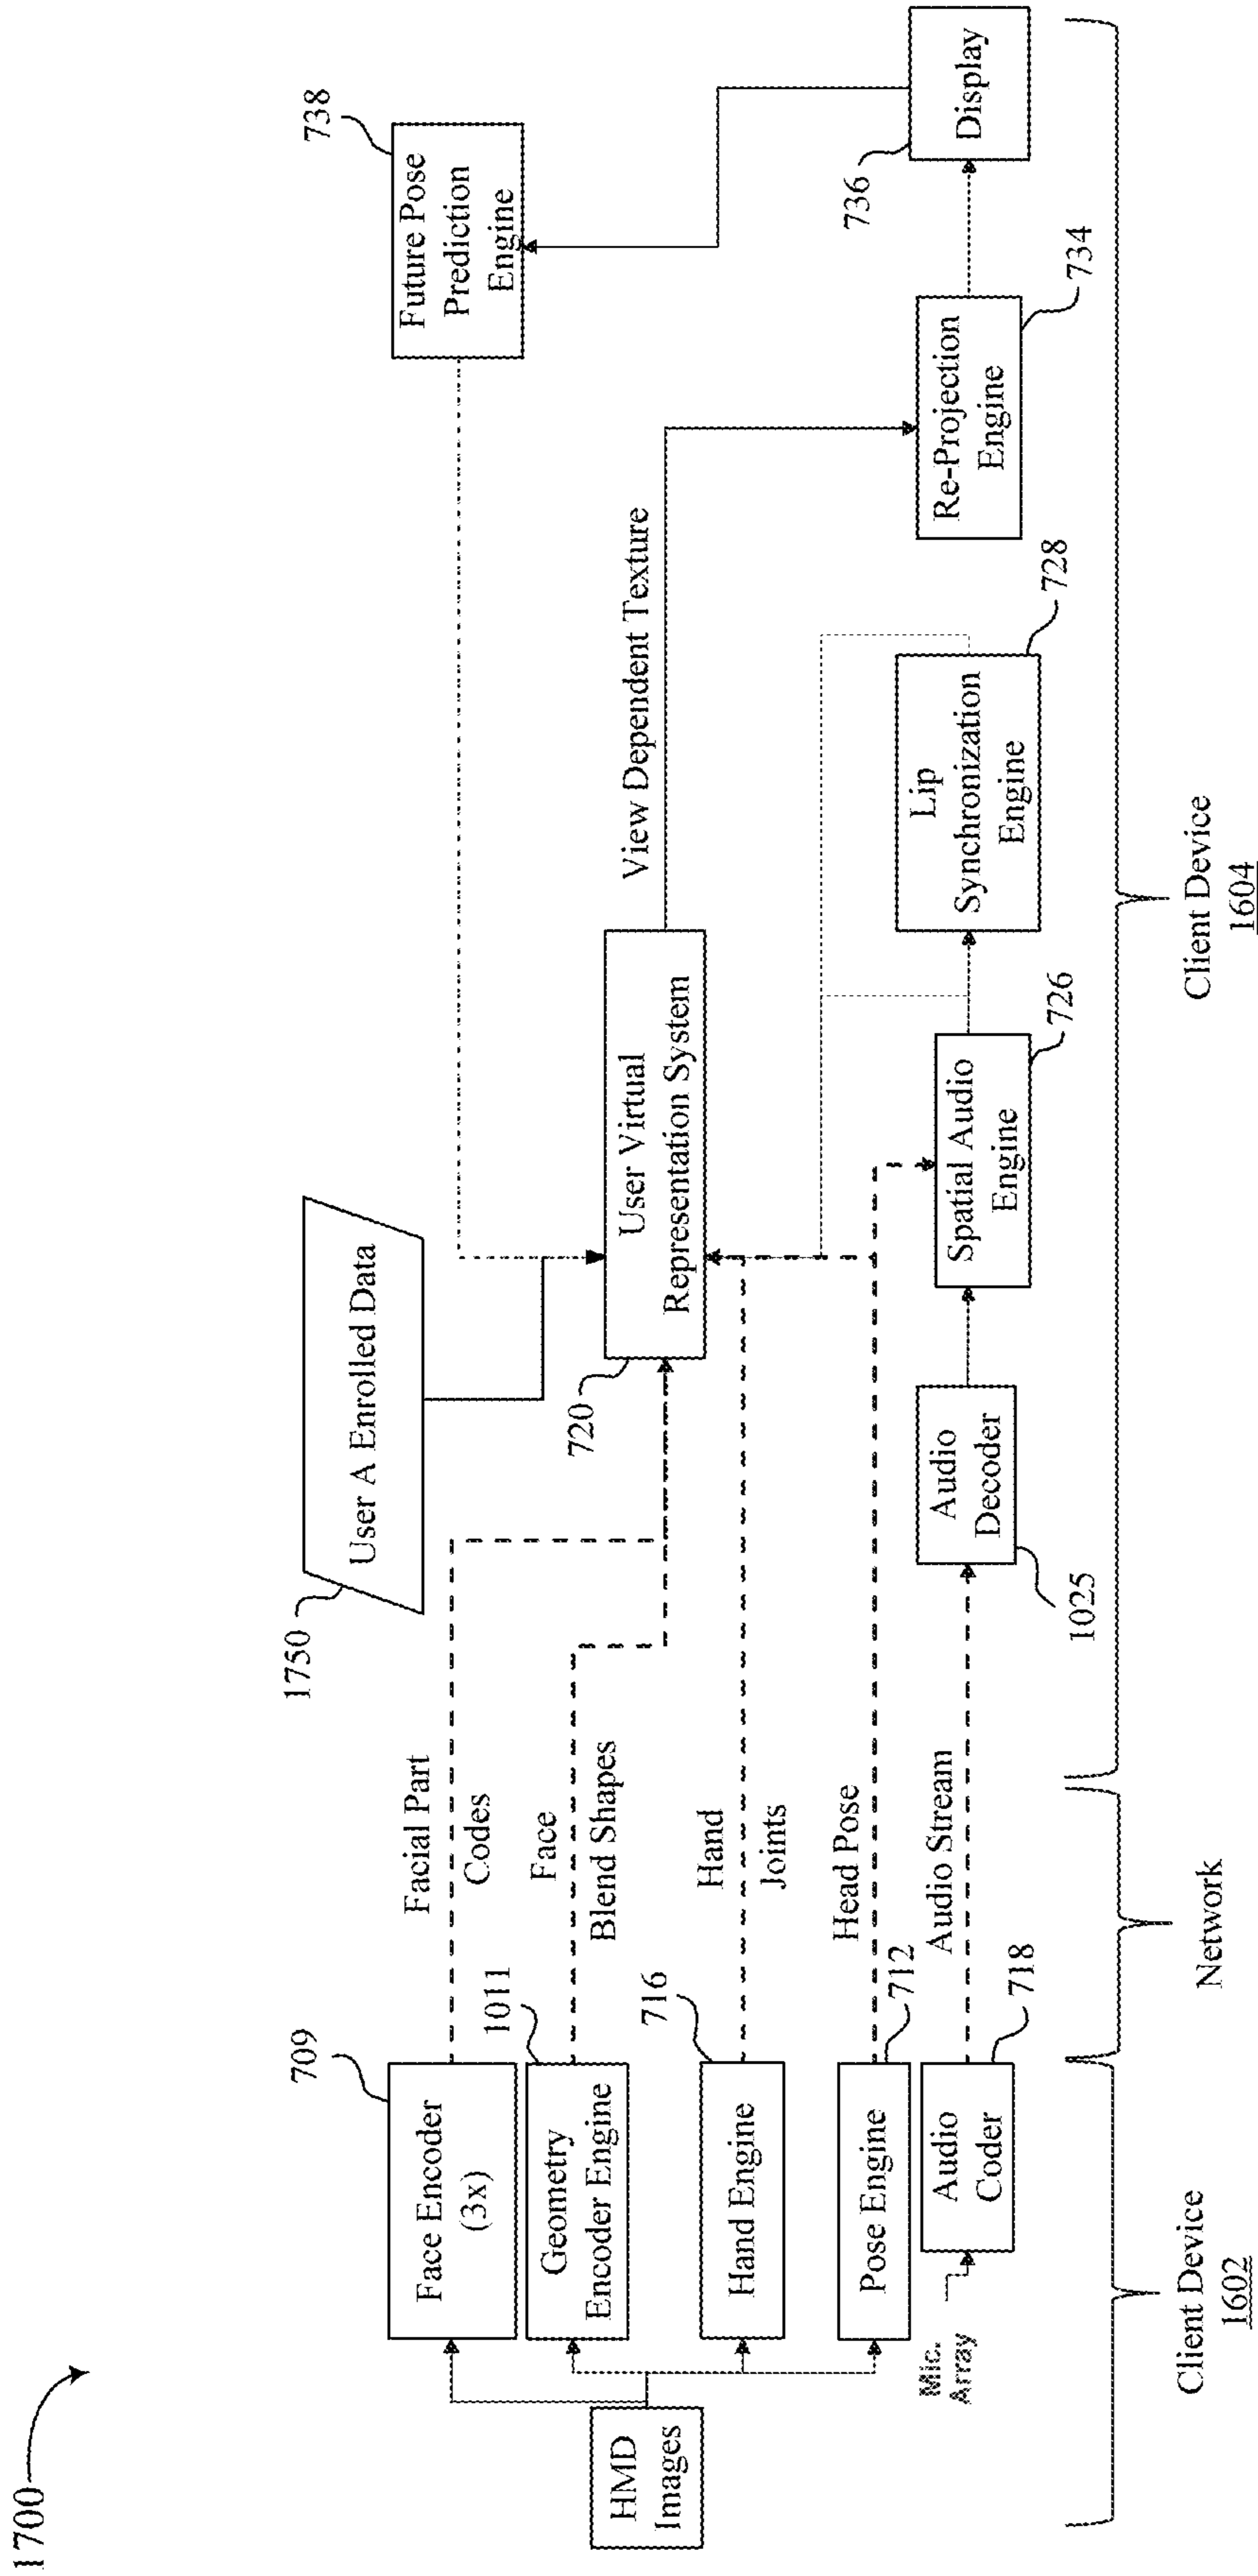 1700
HMD
Images
709
Face Encoder
(3x)
1011
Geometry
Encoder Engine
716
Hand Engine
Pose Engine
712
Mic.
Array
Audio
Coder
718
Facial Part
Codes
Face
Blend Shapes
Hand
Joints
Head Pose
Audio Stream
1750
User A Enrolled Data
720
User Virtual
Representation System
View Dependent Texture
Audio
Decoder
1025
Spatial Audio
Engine
726
Lip
Synchronization
Engine
728
Re-Projection
Engine
734
736
Display
738
Future Pose
Prediction
Engine
Client Device
1602
Network
Client Device
1604